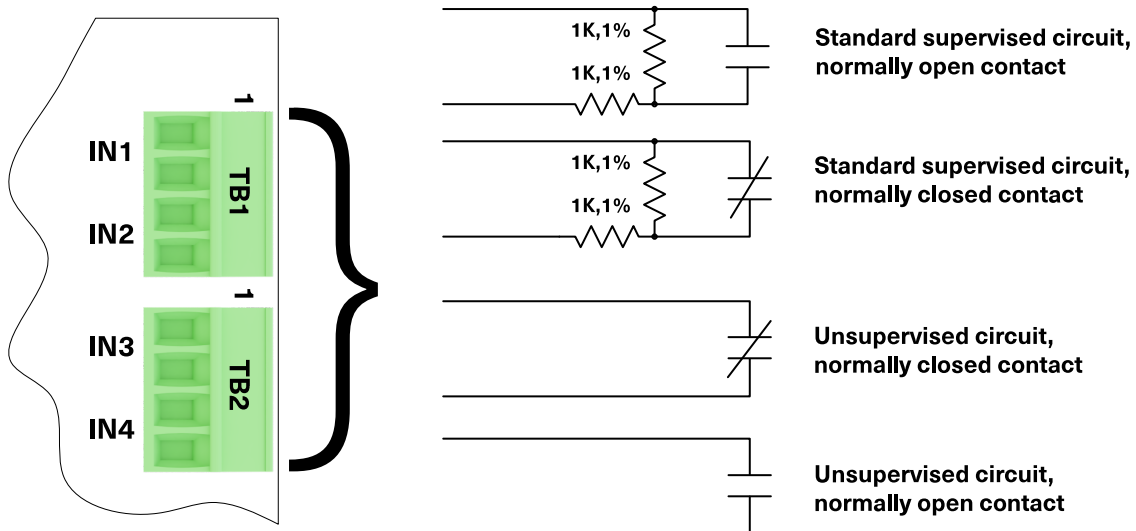 1
IN1
TB1
IN2
1
IN3
TB2
IN4
1K,1%
1K,1%
Standard supervised circuit,
normally open contact
1K,1%
1K,1%
Standard supervised circuit,
normally closed contact
Unsupervised circuit,
normally closed contact
Unsupervised circuit,
normally open contact